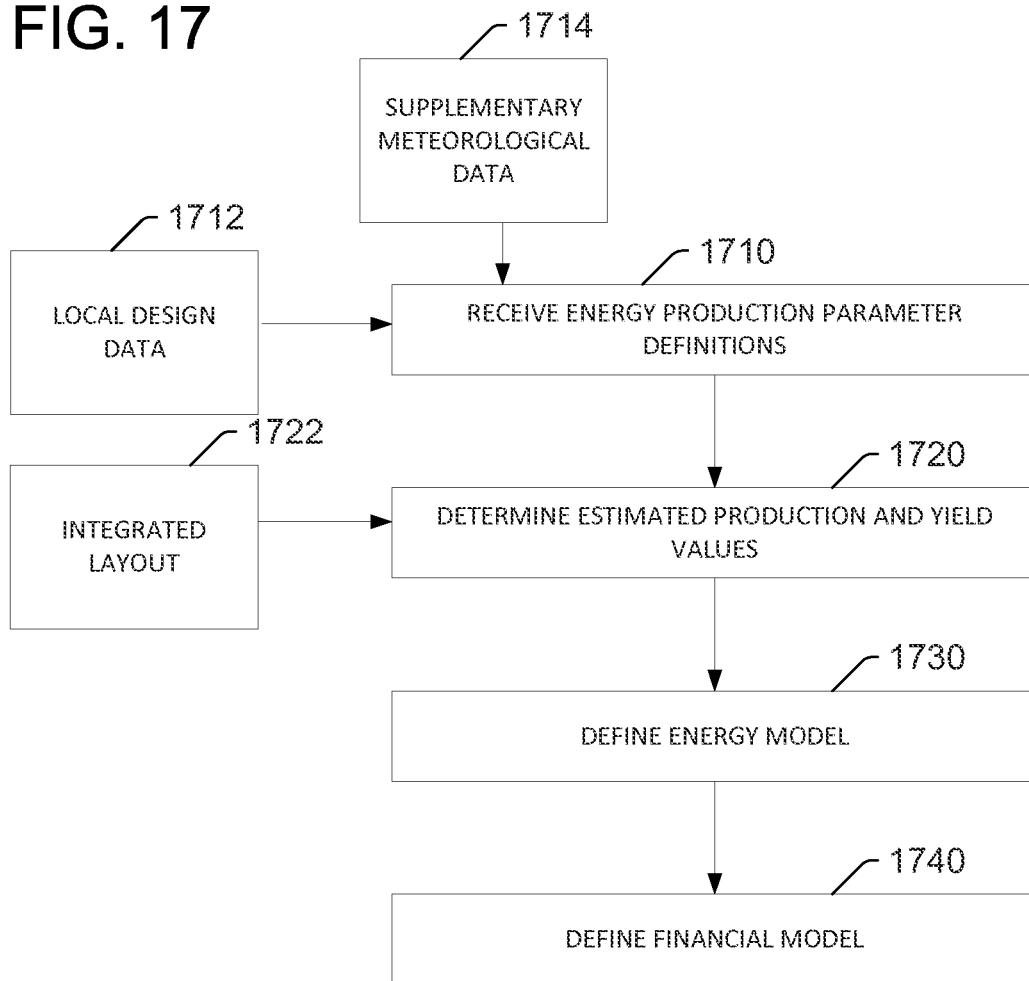 FIG. 17
1714
SUPPLEMENTARY
METEOROLOGICAL
DATA
1712
LOCAL DESIGN
DATA
1710
RECEIVE ENERGY PRODUCTION PARAMETER
DEFINITIONS
1722
INTEGRATED
LAYOUT
1720
DETERMINE ESTIMATED PRODUCTION AND YIELD
VALUES
1730
DEFINE ENERGY MODEL
1740
DEFINE FINANCIAL MODEL